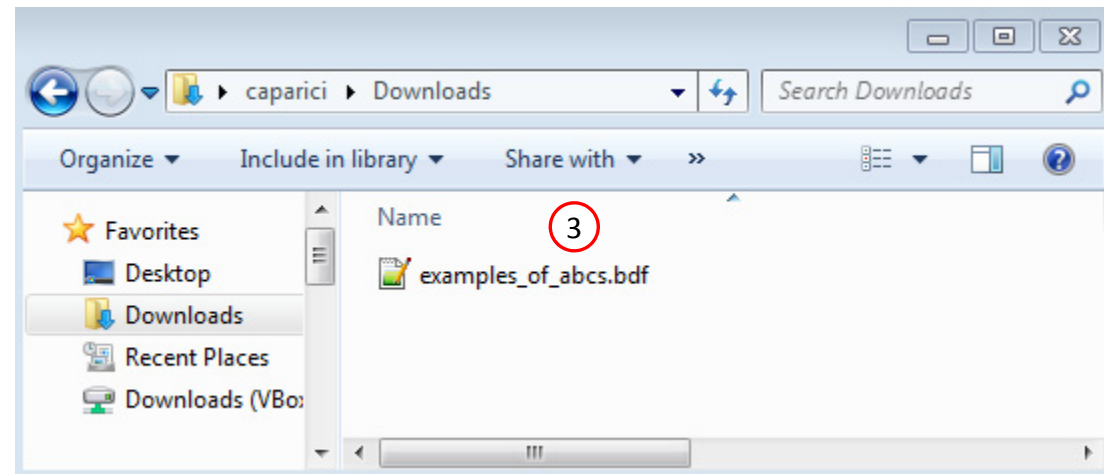 caparici Downloads Search Downloads
Organize Include in library Share with »
Favorites
Desktop
Downloads
Recent Places
Downloads (VBo
Name
3
examples_of_abcs.bdf